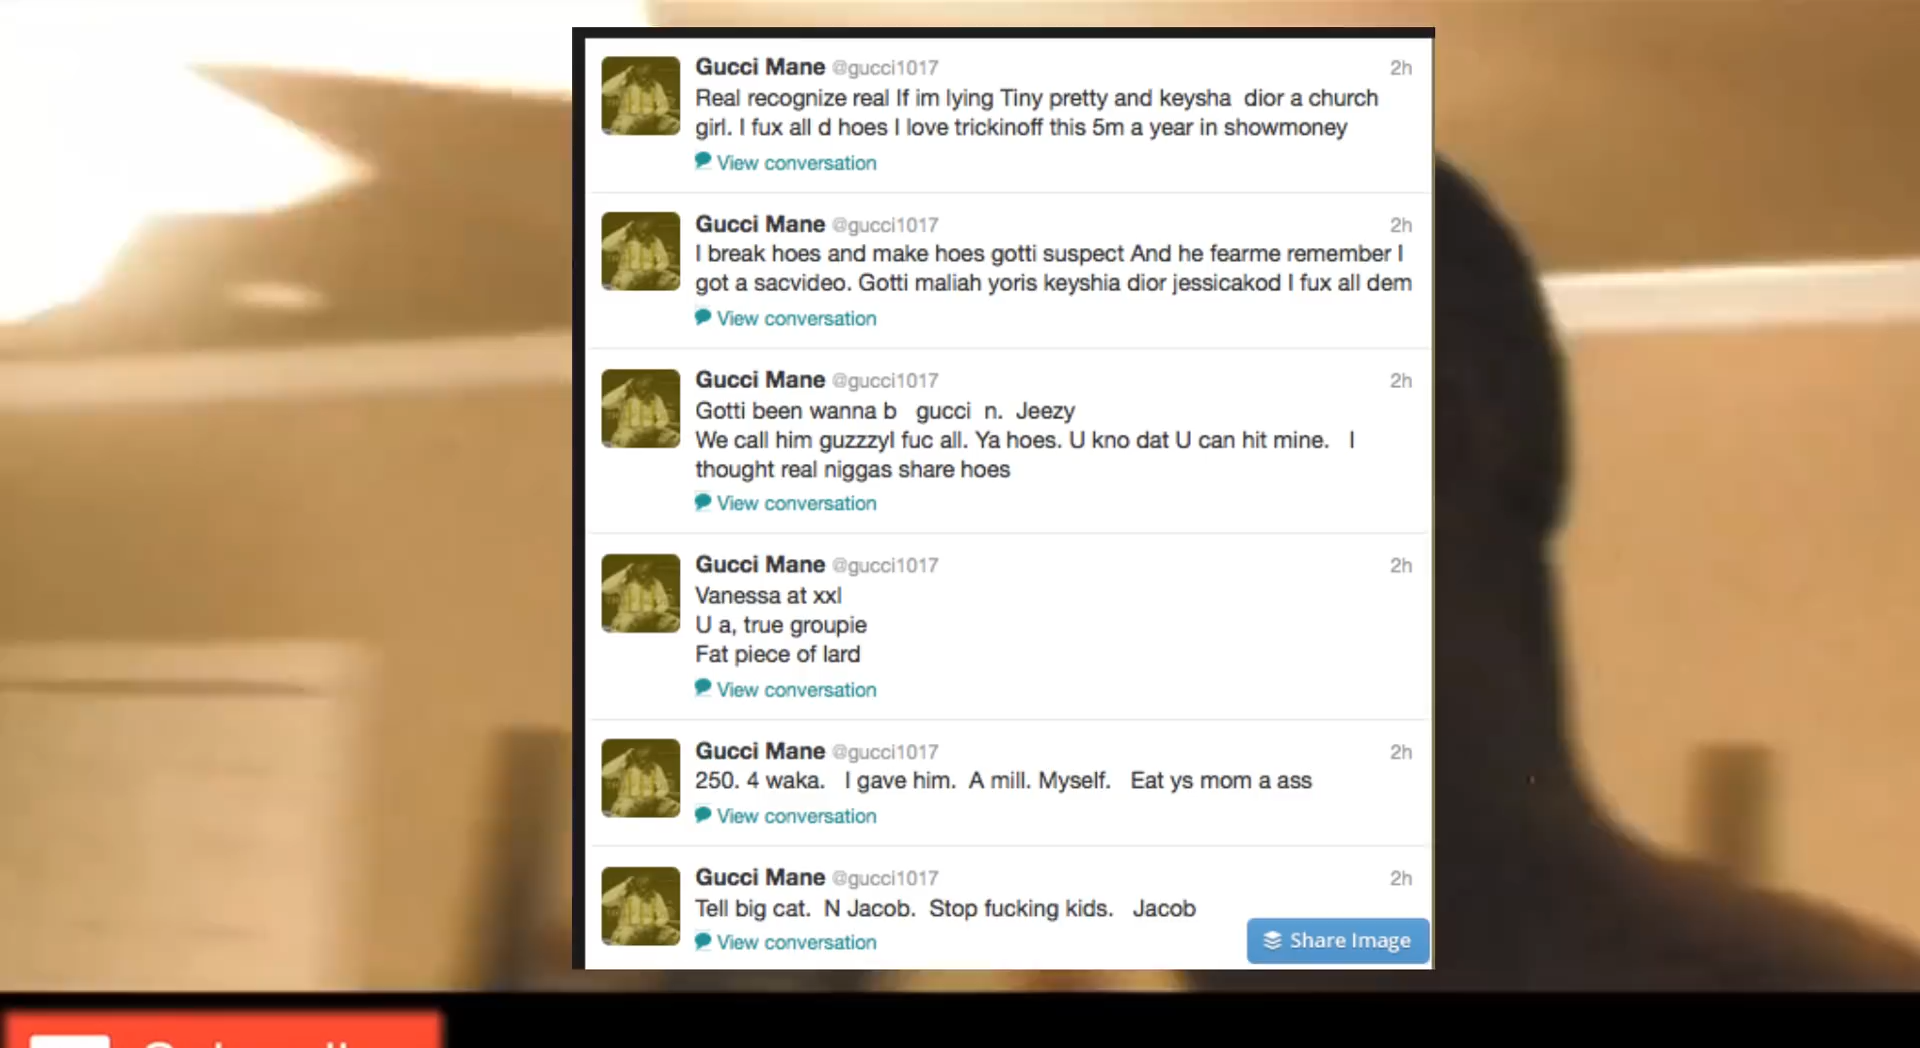 Gucci Mane @gucci1017 2h
Real recognize real If im lying Tiny pretty and keysha dior a church
girl. I fux all d hoes I love trickinoff this 5m a year in showmoney
View conversation
Gucci Mane @gucci1017 2h
I break hoes and make hoes gotti suspect And he fearme remember I
got a sacvideo. Gotti maliah yoris keyshia dior jessicakod I fux all dem
View conversation
Gucci Mane @gucci1017 2h
Gotti been wanna b gucci n. Jeezy
We call him guzzzyI fuc all. Ya hoes. U kno dat U can hit mine. I
thought real niggas share hoes
View conversation
Gucci Mane @gucci1017 2h
Vanessa at xxl
U a, true groupie
Fat piece of lard
View conversation
Gucci Mane @gucci1017 2h
250. 4 waka. I gave him. A mill. Myself. Eat ys mom a ass
View conversation
Gucci Mane @gucci1017 2h
Tell big cat. N Jacob. Stop fucking kids. Jacob
View conversation
Share Image